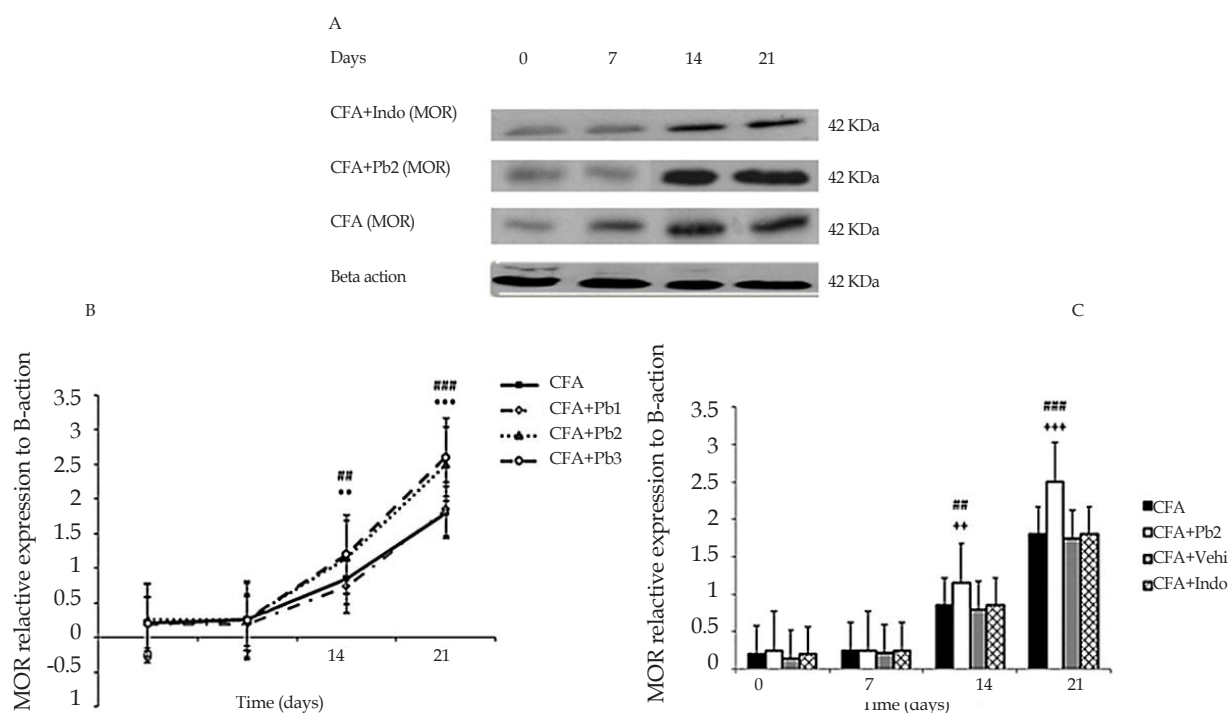 A
Days 0 7 14 21
CFA+Indo (MOR) 42 KDa
CFA+Pb2 (MOR) 42 KDa
CFA (MOR) 42 KDa
Beta action 42 KDa
B
MOR relactive expression to B-action
3.5
3
2.5
2
1.5
1
0.5
0
-0.5
1
##
••
###
•••
14 21
Time (days)
CFA
CFA+Pb1
CFA+Pb2
CFA+Pb3
C
MOR relative expression to B-action
3.5
3
2.5
2
1.5
1
0.5
0
##
++
###
+++
0 7 14 21
Time (days)
CFA
CFA+Pb2
CFA+Vehi
CFA+Indo